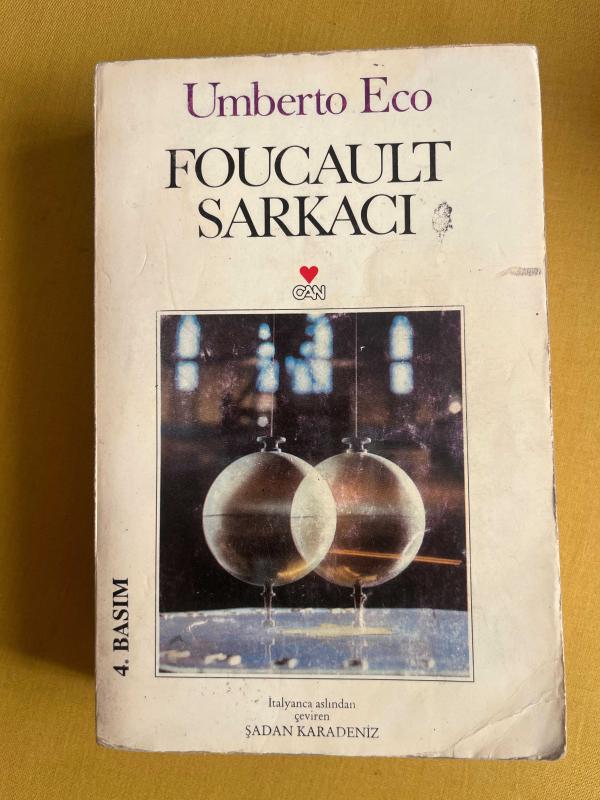 Umberto Eco
FOUCAULT
SARKACI
CAN
4. BASIM
İtalyanca aslından
çeviren
ŞADAN KARADENİZ